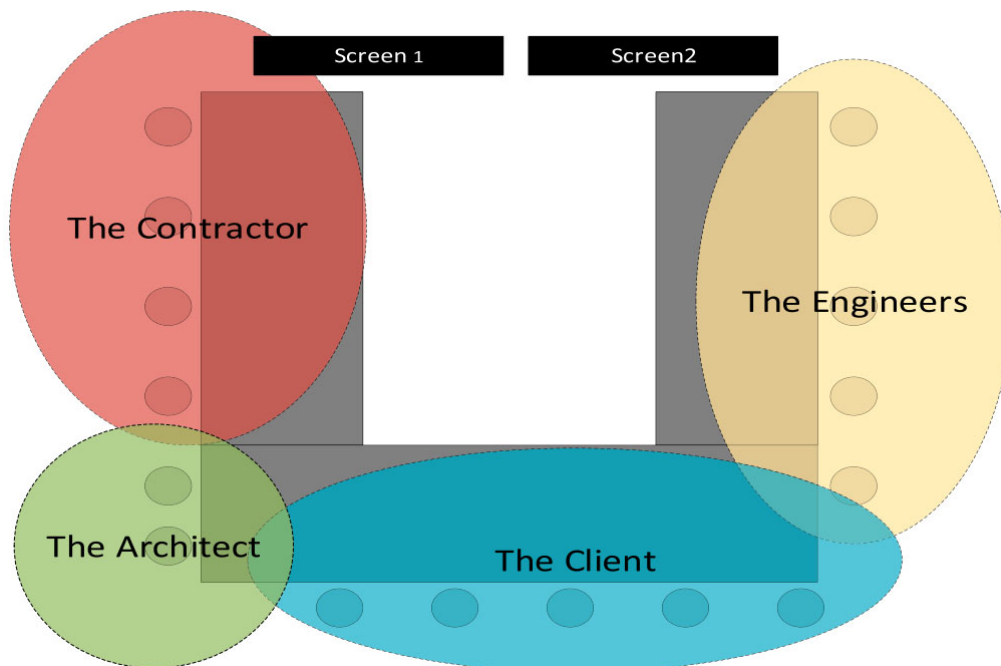 Screen 1
Screen2
The Contractor
The Engineers
The Architect
The Client